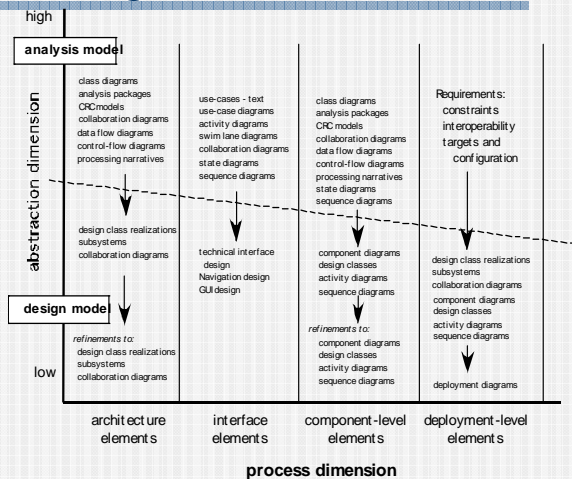 high
analysis model
abstraction dimension
design model
low
class diagrams
analysis packages
CRC models
collaboration diagrams
data flow diagrams
control-flow diagrams
processing narratives
design class realizations
subsystems
collaboration diagrams
refinements to:
design class realizations
subsystems
collaboration diagrams
use-cases - text
use-case diagrams
activity diagrams
swim lane diagrams
collaboration diagrams
state diagrams
sequence diagrams
technical interface
design
Navigation design
GUI design
class diagrams
analysis packages
CRC models
collaboration diagrams
data flow diagrams
control-flow diagrams
processing narratives
state diagrams
sequence diagrams
component diagrams
design classes
activity diagrams
sequence diagrams
refinements to:
component diagrams
design classes
activity diagrams
sequence diagrams
Requirements:
constraints
interoperability
targets and
configuration
design class realizations
subsystems
collaboration diagrams
component diagrams
design classes
activity diagrams
sequence diagrams
deployment diagrams
architecture
elements
interface
elements
component-level
elements
deployment-level
elements
process dimension